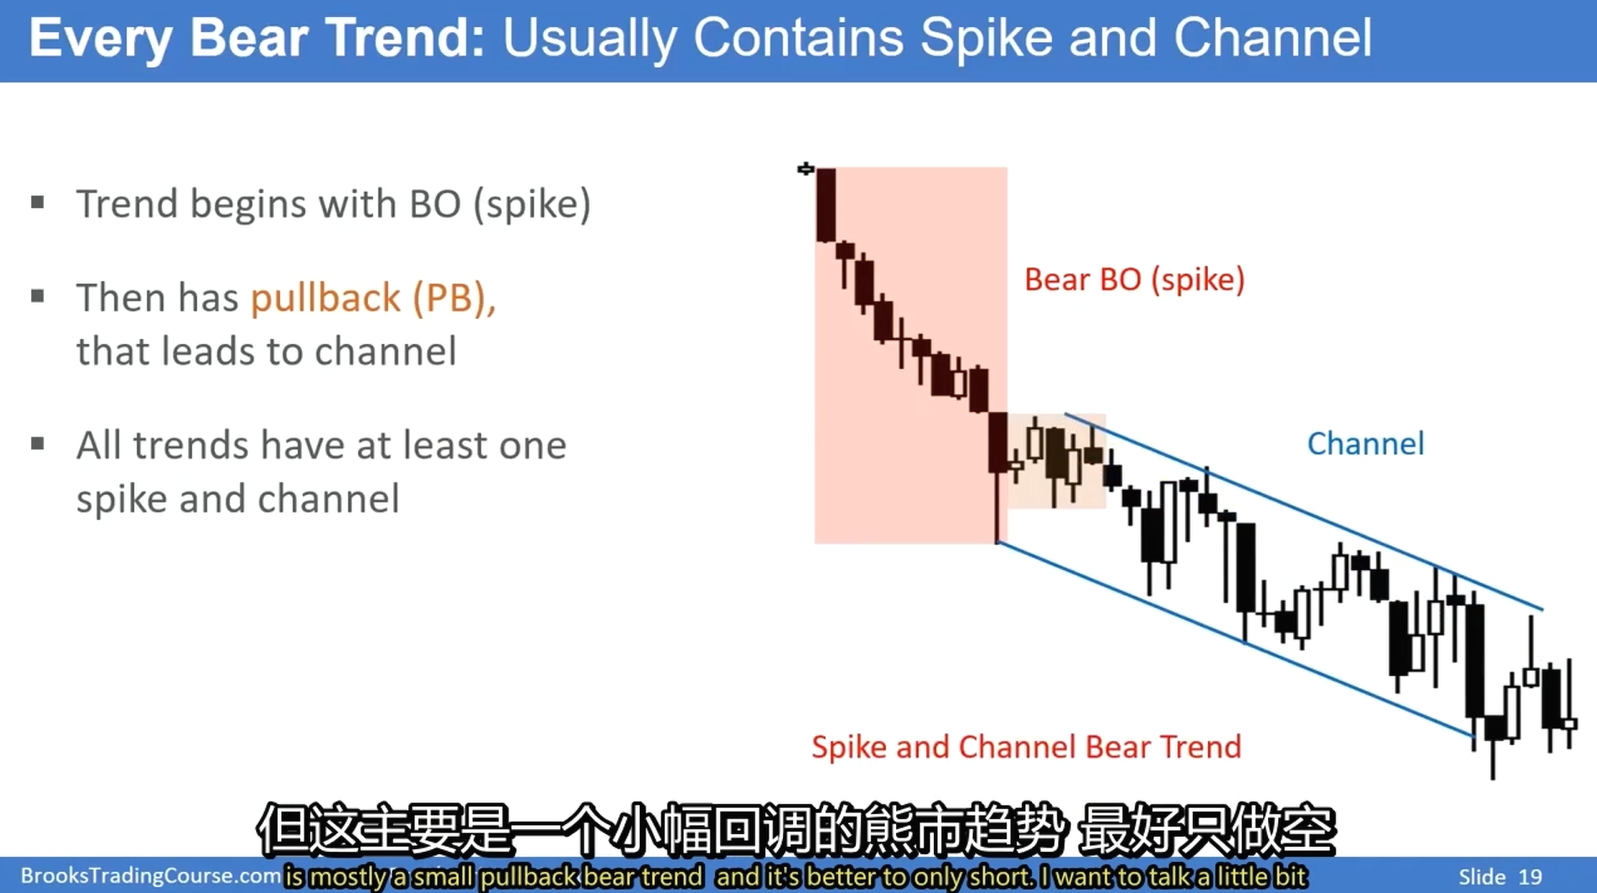 Every Bear Trend: Usually Contains Spike and Channel
▪ Trend begins with BO (spike)
▪ Then has pullback (PB),
that leads to channel
▪ All trends have at least one
spike and channel
Bear BO (spike)
Channel
Spike and Channel Bear Trend
但这主要是一个小幅回调的熊市趋势 最好只做空
BrooksTradingCourse.com
is mostly a small pullback bear trend and it's better to only short. I want to talk a little bit
Slide 19